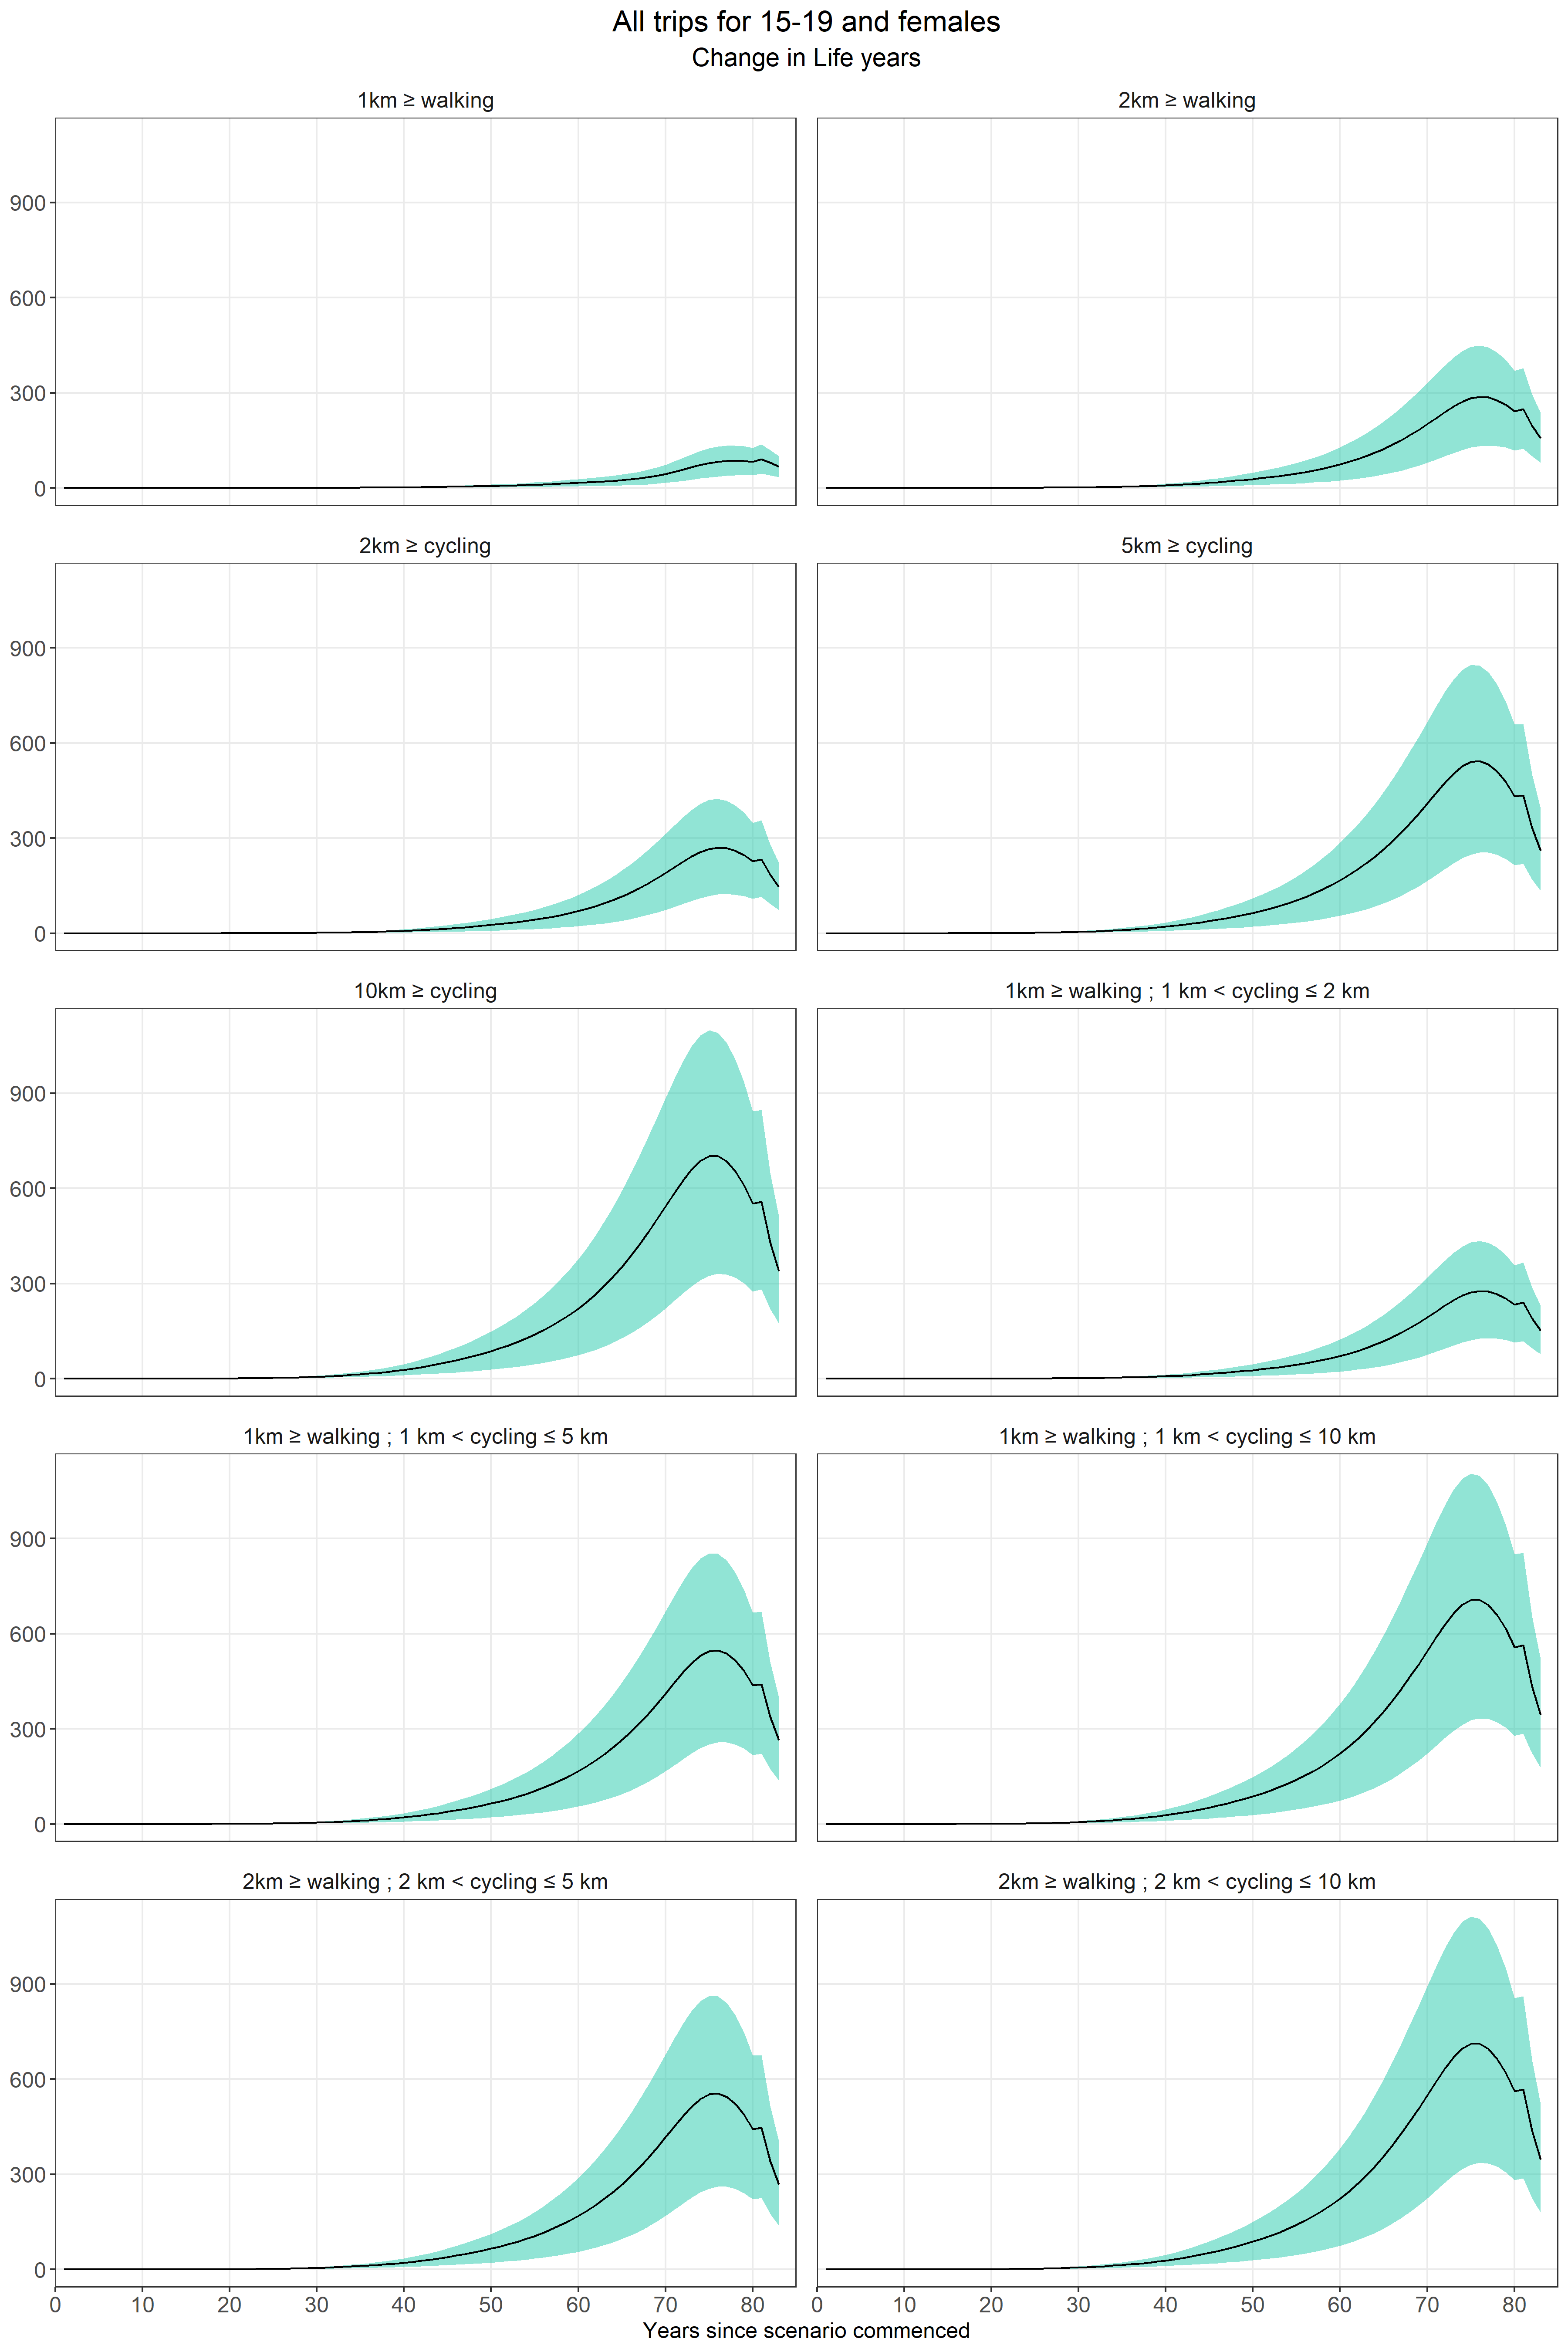 All trips for 15-19 and females
Change in Life years
1km ≥ walking
2km ≥ walking
900
600
300
0
2km ≥ cycling
5km ≥ cycling
900
600
300
0
10km ≥ cycling
1km ≥ walking ; 1 km < cycling ≤ 2 km
900
600
300
0
1km ≥ walking ; 1 km < cycling ≤ 5 km
1km ≥ walking ; 1 km < cycling ≤ 10 km
900
600
300
0
2km ≥ walking ; 2 km < cycling ≤ 5 km
2km ≥ walking ; 2 km < cycling ≤ 10 km
900
600
300
0
0 10 20 30 40 50 60 70 80
0 10 20 30 40 50 60 70 80
Years since scenario commenced